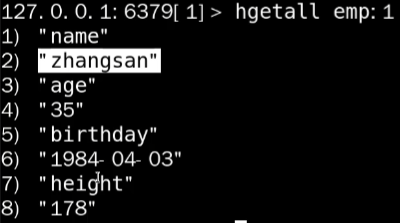 127.0.0.1:6379[1]> hgetall emp:1
1) "name"
2) "zhangsan"
3) "age"
4) "35"
5) "birthday"
6) "1984-04-03"
7) "height"
8) "178"